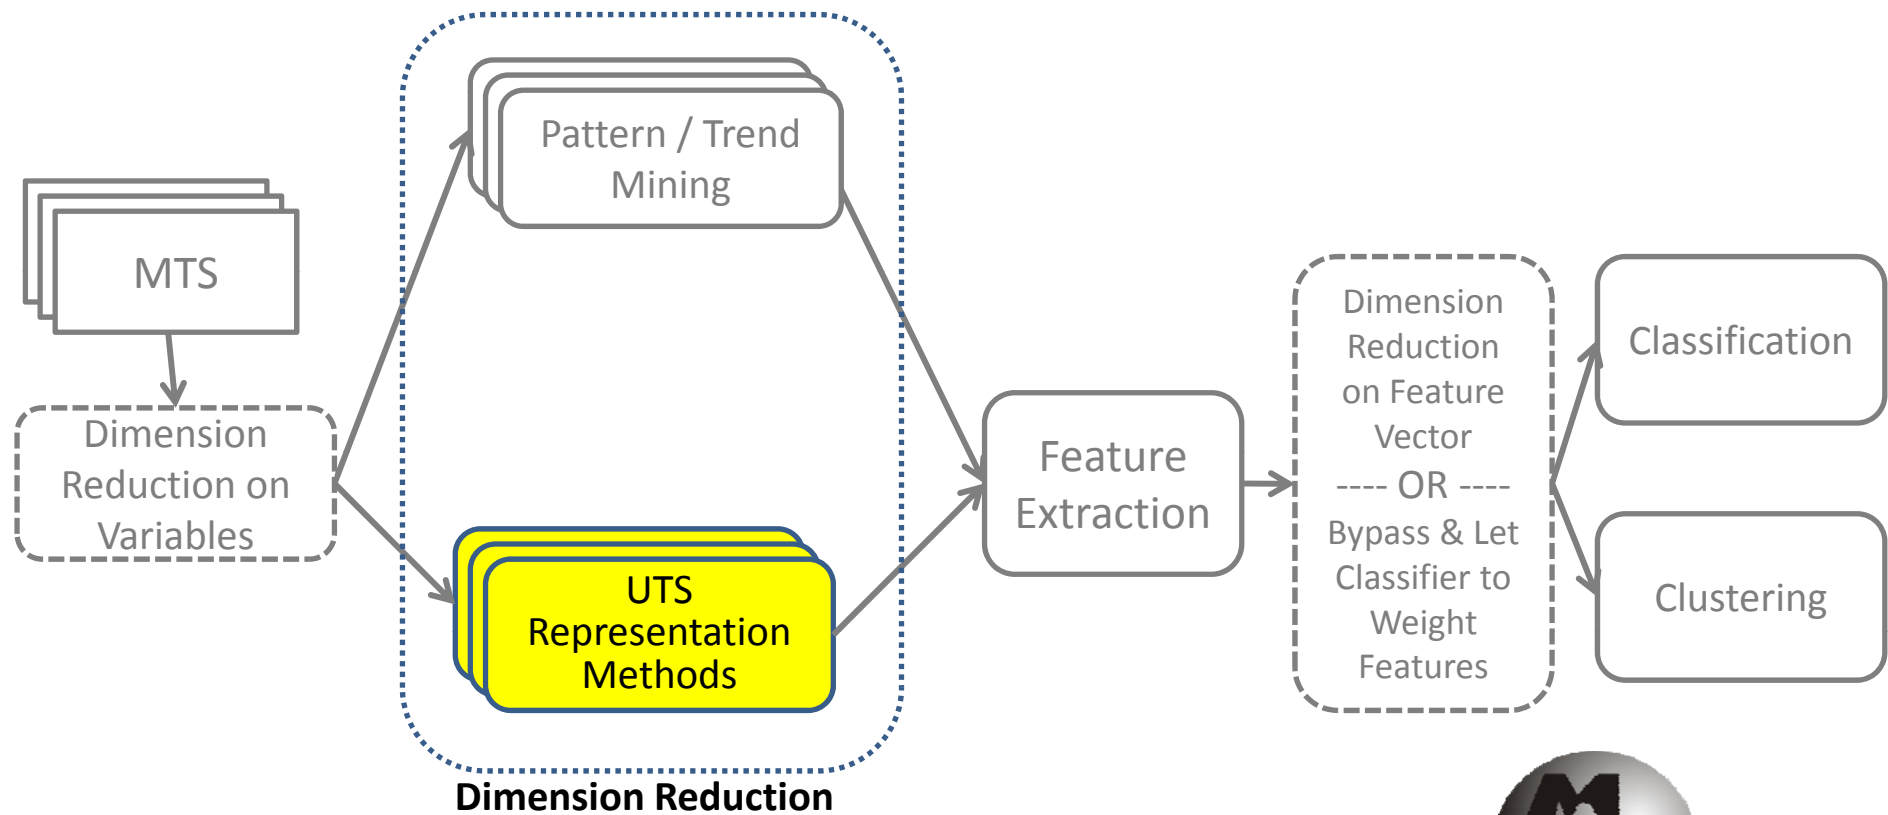 MTS
Dimension
Reduction on
Variables
Pattern / Trend
Mining
UTS
Representation
Methods
Dimension Reduction
Feature
Extraction
Dimension
Reduction
on Feature
Vector
---- OR ----
Bypass & Let
Classifier to
Weight
Features
Classification
Clustering